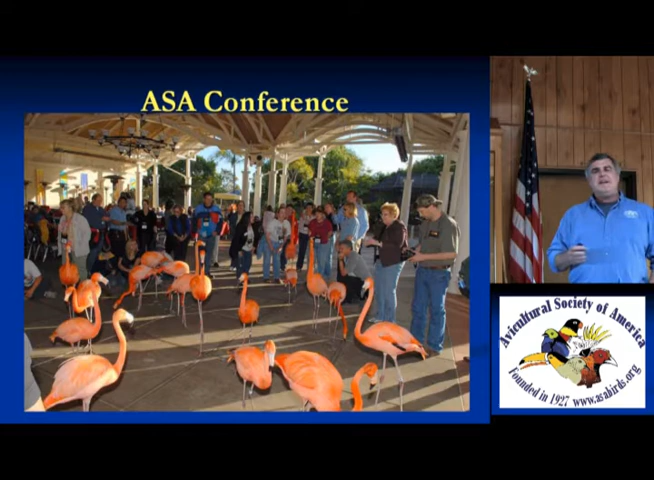 ASA Conference
Avicultural Society of America
Founded in 1927 www.asabirds.org